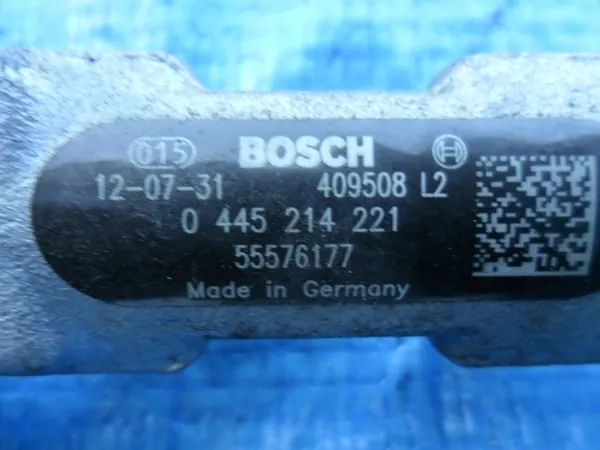 015 BOSCH
12-07-31 409508 L2
0 445 214 221
55576177
Made in Germany